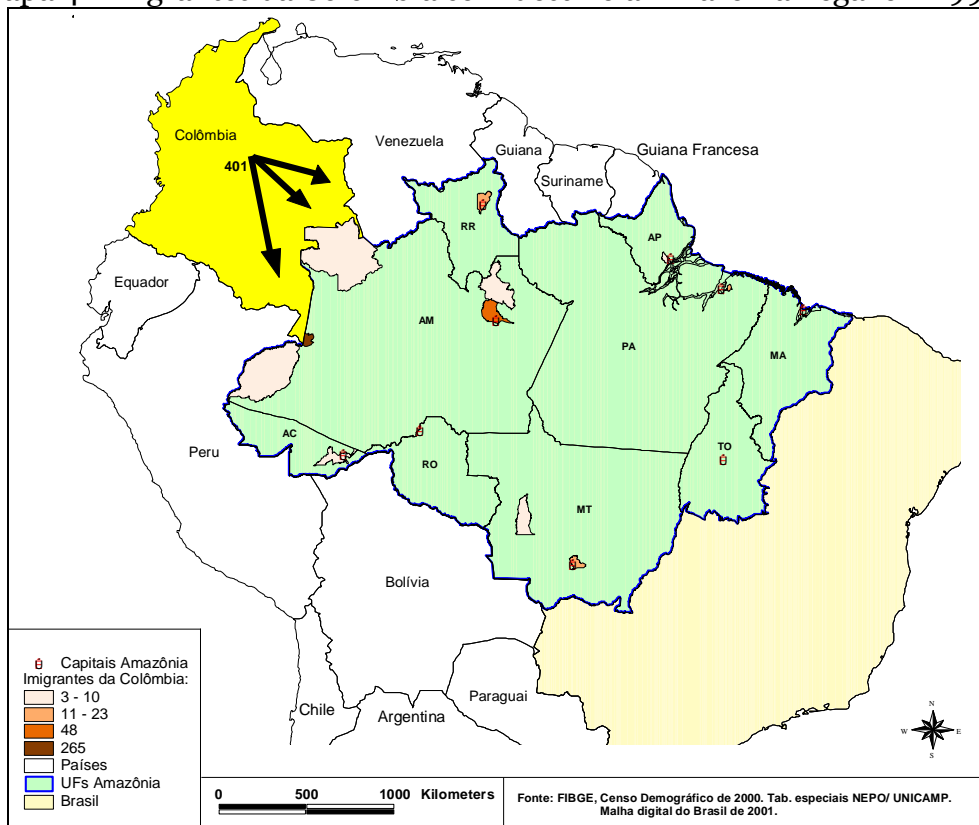 Colômbia
401
Venezuela
Guiana
Guiana Francesa
Suriname
RR
AP
Equador
AM
PA
MA
Peru
AC
RO
TO
MT
Bolívia
Paraguai
Chile
Argentina
Capitais Amazônia
Imigrantes da Colômbia:
3 - 10
11 - 23
48
265
Países
UFs Amazônia
Brasil
0 500 1000 Kilometers
Fonte: FIBGE, Censo Demográfico de 2000. Tab. especiais NEPO/ UNICAMP.
Malha digital do Brasil de 2001.
N
W E
S